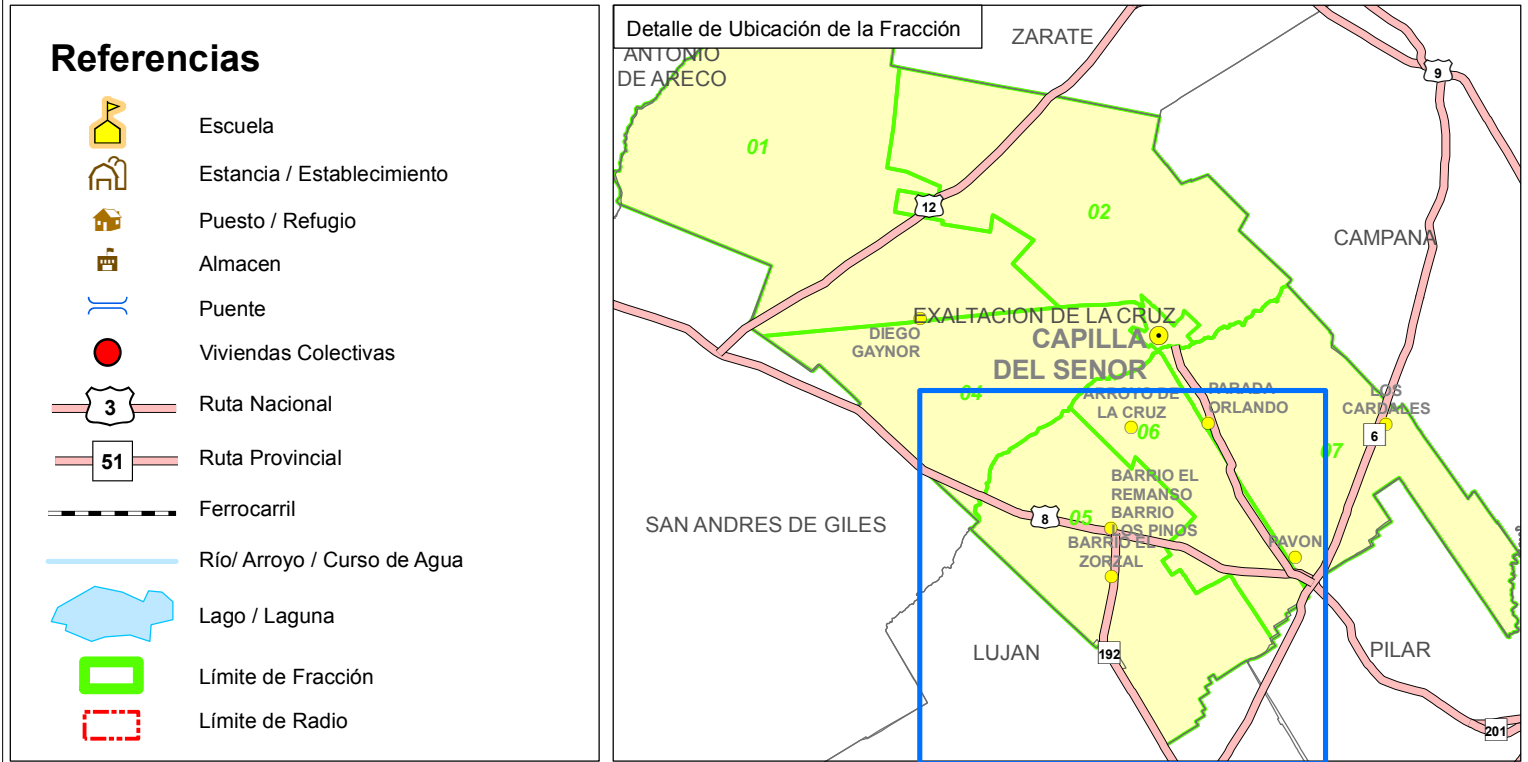 Referencias
Escuela
Estancia / Establecimiento
Puesto / Refugio
Almacen
Puente
Viviendas Colectivas
3
Ruta Nacional
51
Ruta Provincial
Ferrocarril
Río/ Arroyo / Curso de Agua
Lago / Laguna
Límite de Fracción
Límite de Radio
Detalle de Ubicación de la Fracción
ANTONIO
DE ARECO
ZARATE
9
01
12
02
CAMPANA
EXALTACION DE LA CRUZ
DIEGO
GAYNOR
CAPILLA
DEL SENOR
04
ARROYO DE
LA CRUZ
06
PARADA
ORLANDO
LOS
CARDALES
6
07
BARRIO EL
REMANSO
BARRIO
LOS PINOS
SAN ANDRES DE GILES
8
05
BARRIO EL
ZORZAL
PAVON
LUJAN
192
PILAR
201